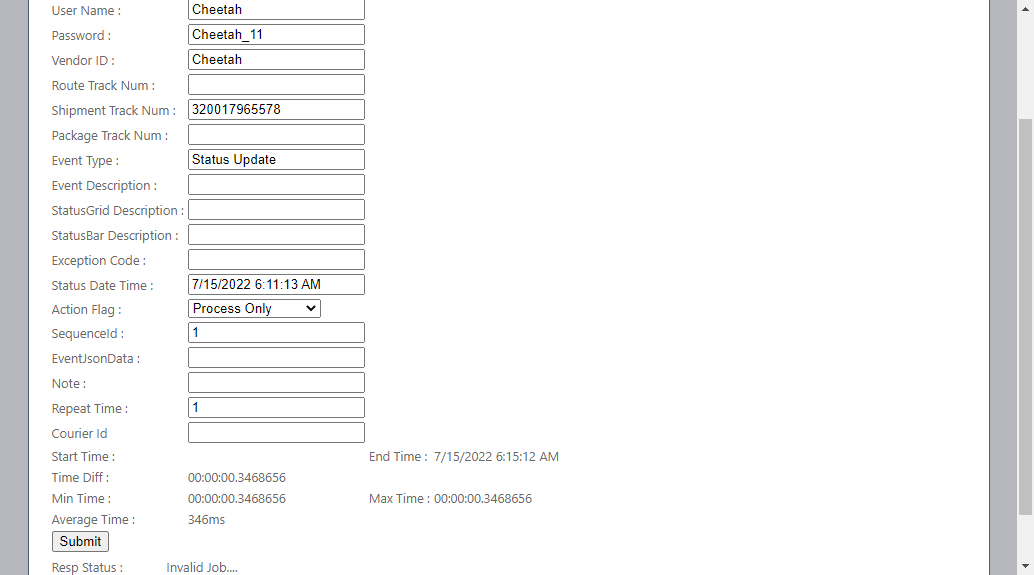 User Name : Cheetah
Password : Cheetah_11
Vendor ID : Cheetah
Route Track Num :
Shipment Track Num : 320017965578
Package Track Num :
Event Type : Status Update
Event Description :
StatusGrid Description :
StatusBar Description :
Exception Code :
Status Date Time : 7/15/2022 6:11:13 AM
Action Flag : Process Only
SequenceId : 1
EventJsonData :
Note :
Repeat Time : 1
Courier Id
Start Time : End Time : 7/15/2022 6:15:12 AM
Time Diff : 00:00:00.3468656
Min Time : 00:00:00.3468656 Max Time : 00:00:00.3468656
Average Time : 346ms
Submit
Resp Status : Invalid Job....